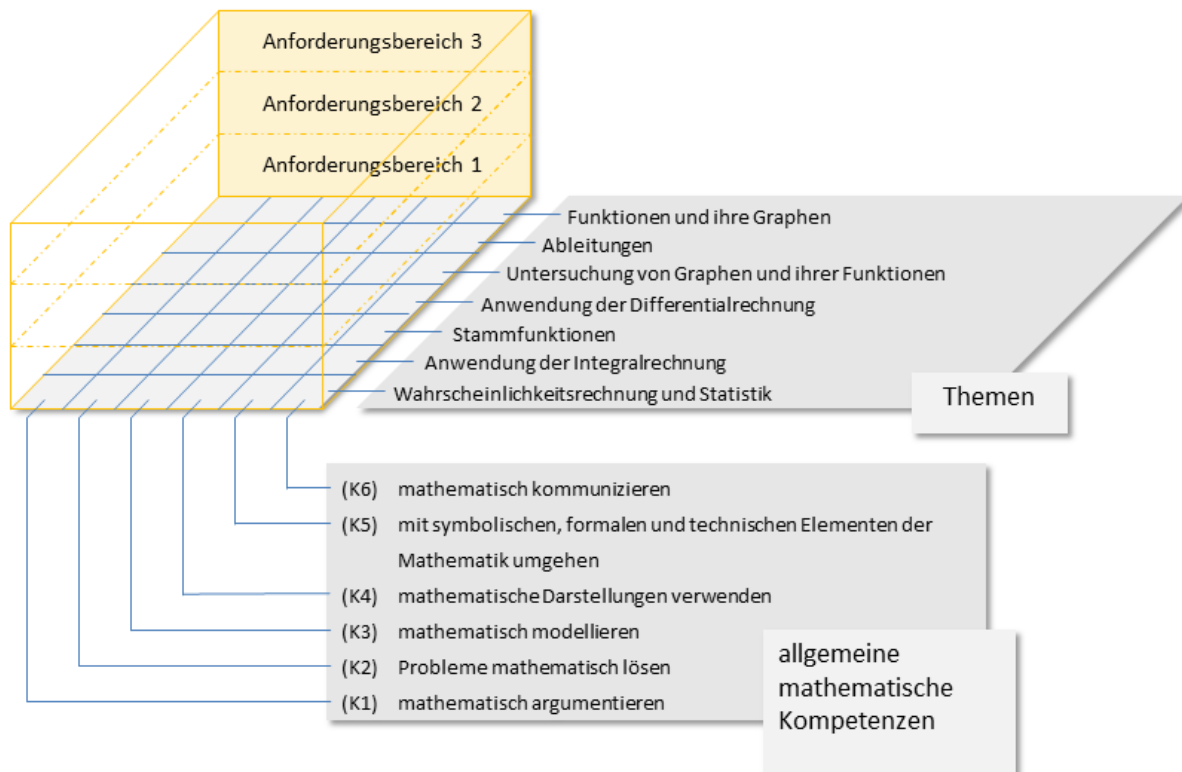 Anforderungsbereich 3
Anforderungsbereich 2
Anforderungsbereich 1
Funktionen und ihre Graphen
Ableitungen
Untersuchung von Graphen und ihrer Funktionen
Anwendung der Differentialrechnung
Stammfunktionen
Anwendung der Integralrechnung
Wahrscheinlichkeitsrechnung und Statistik
Themen
(K6) mathematisch kommunizieren
(K5) mit symbolischen, formalen und technischen Elementen der
Mathematik umgehen
(K4) mathematische Darstellungen verwenden
(K3) mathematisch modellieren
(K2) Probleme mathematisch lösen
(K1) mathematisch argumentieren
allgemeine
mathematische
Kompetenzen